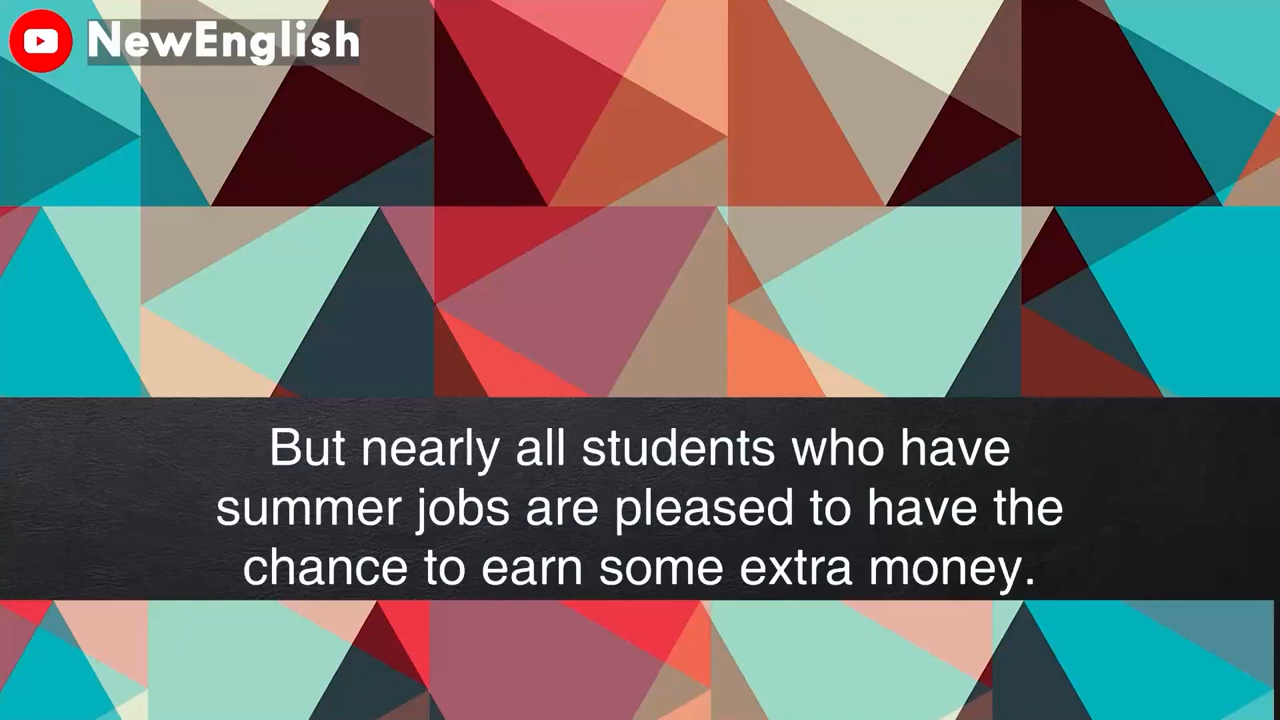 NewEnglish
But nearly all students who have
summer jobs are pleased to have the
chance to earn some extra money.